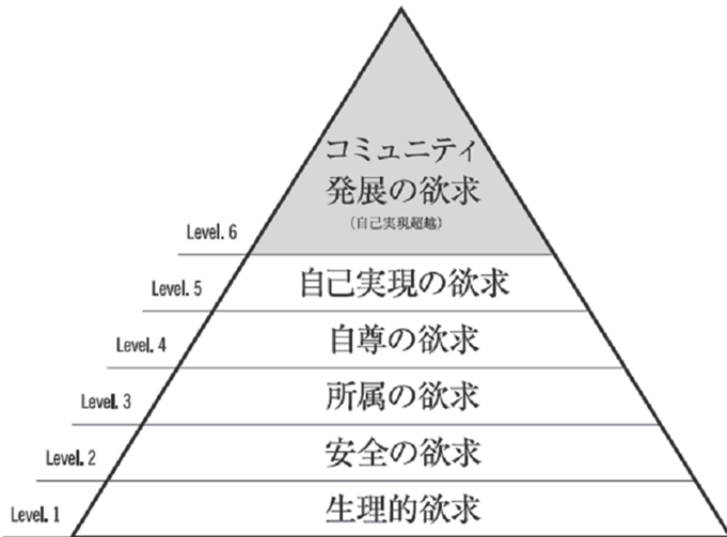 コミュニティ
発展の欲求
(自己実現超越)
Level. 6
自己実現の欲求
Level. 5
自尊の欲求
Level. 4
所属の欲求
Level. 3
安全の欲求
Level. 2
生理的欲求
Level. 1